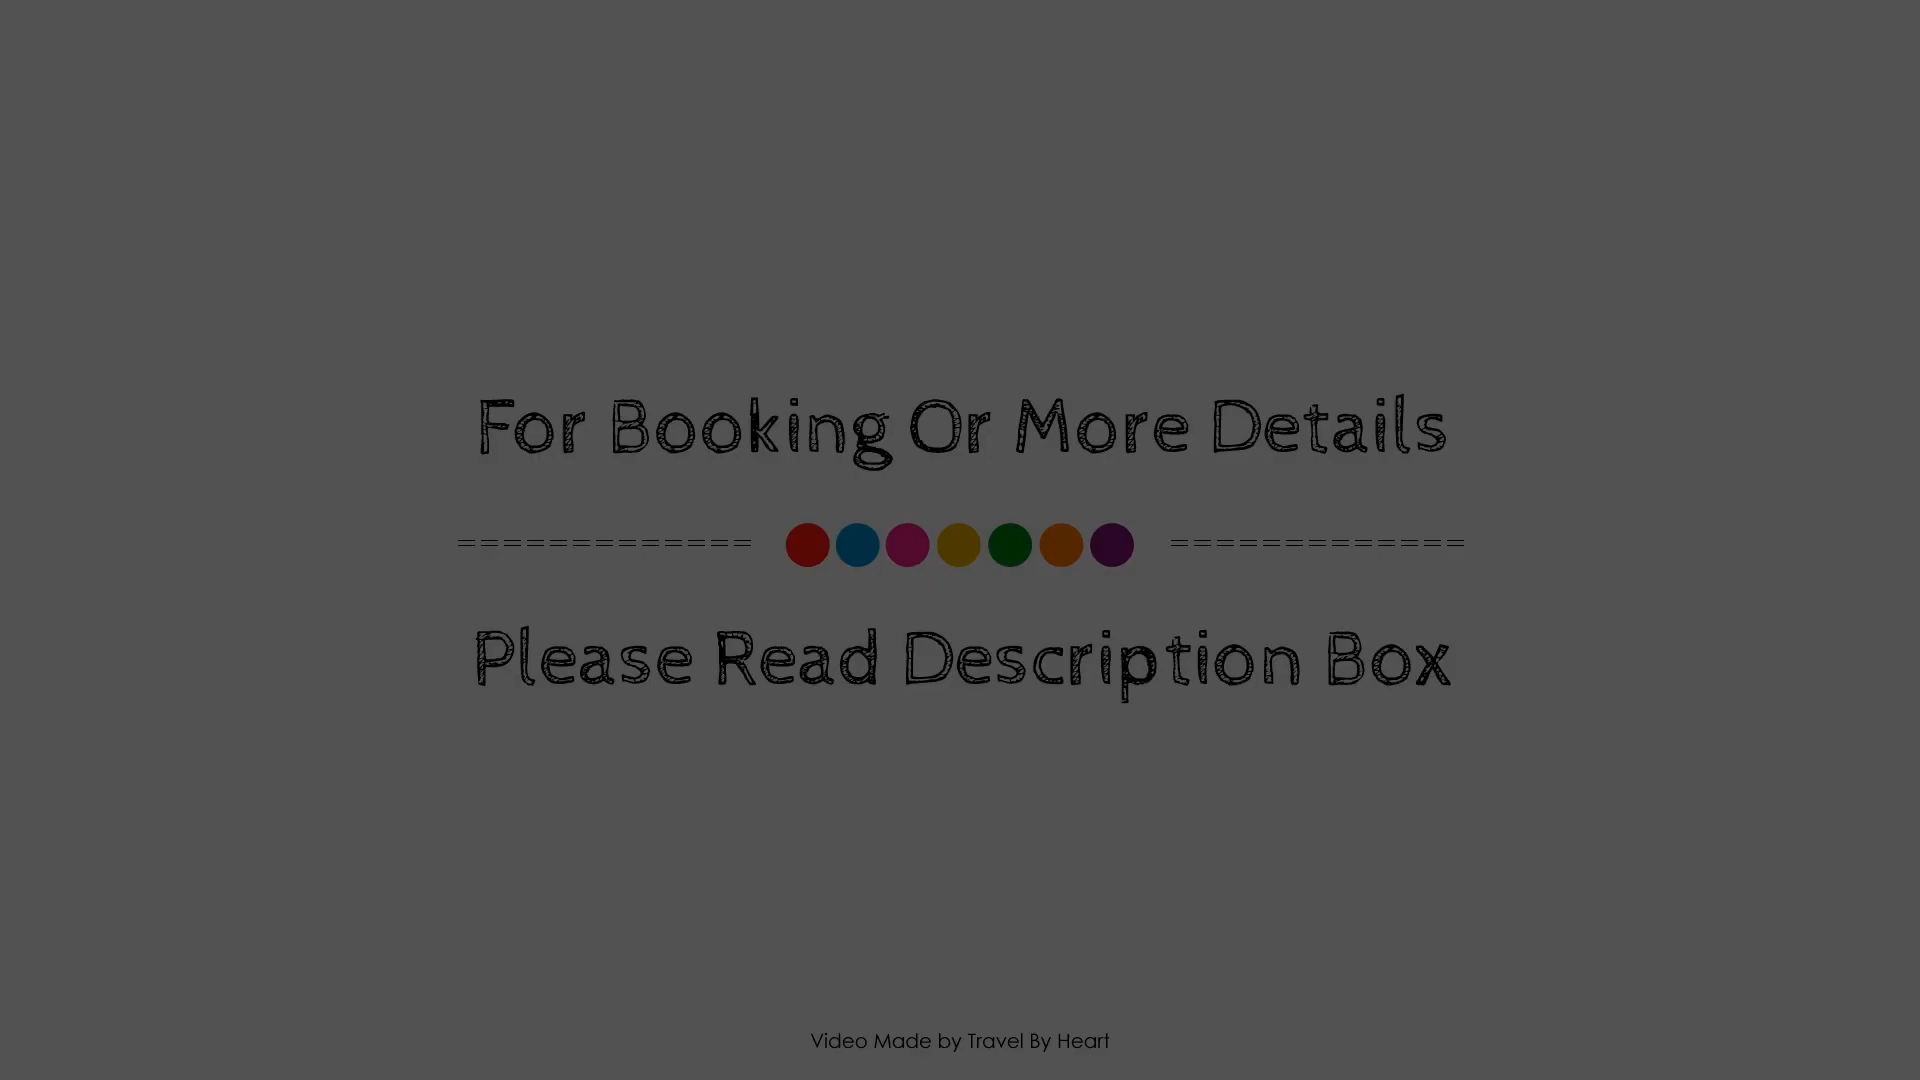 For Booking Or More Details
============= =============
Please Read Description Box
Video Made by Travel By Heart